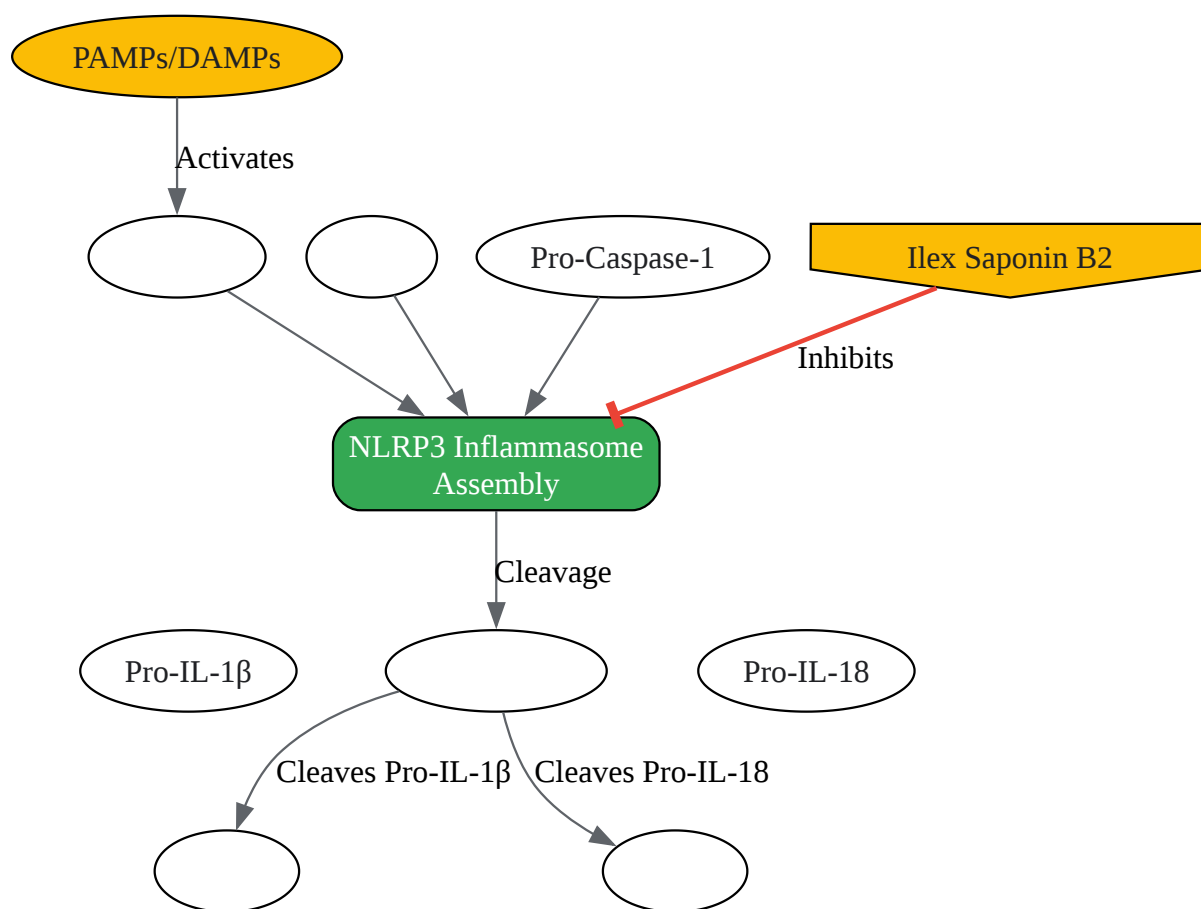 PAMPs/DAMPs
Activates
Pro-Caspase-1
Ilex Saponin B2
Inhibits
NLRP3 Inflammasome
Assembly
Cleavage
Pro-IL-1β
Pro-IL-18
Cleaves Pro-IL-1β
Cleaves Pro-IL-18